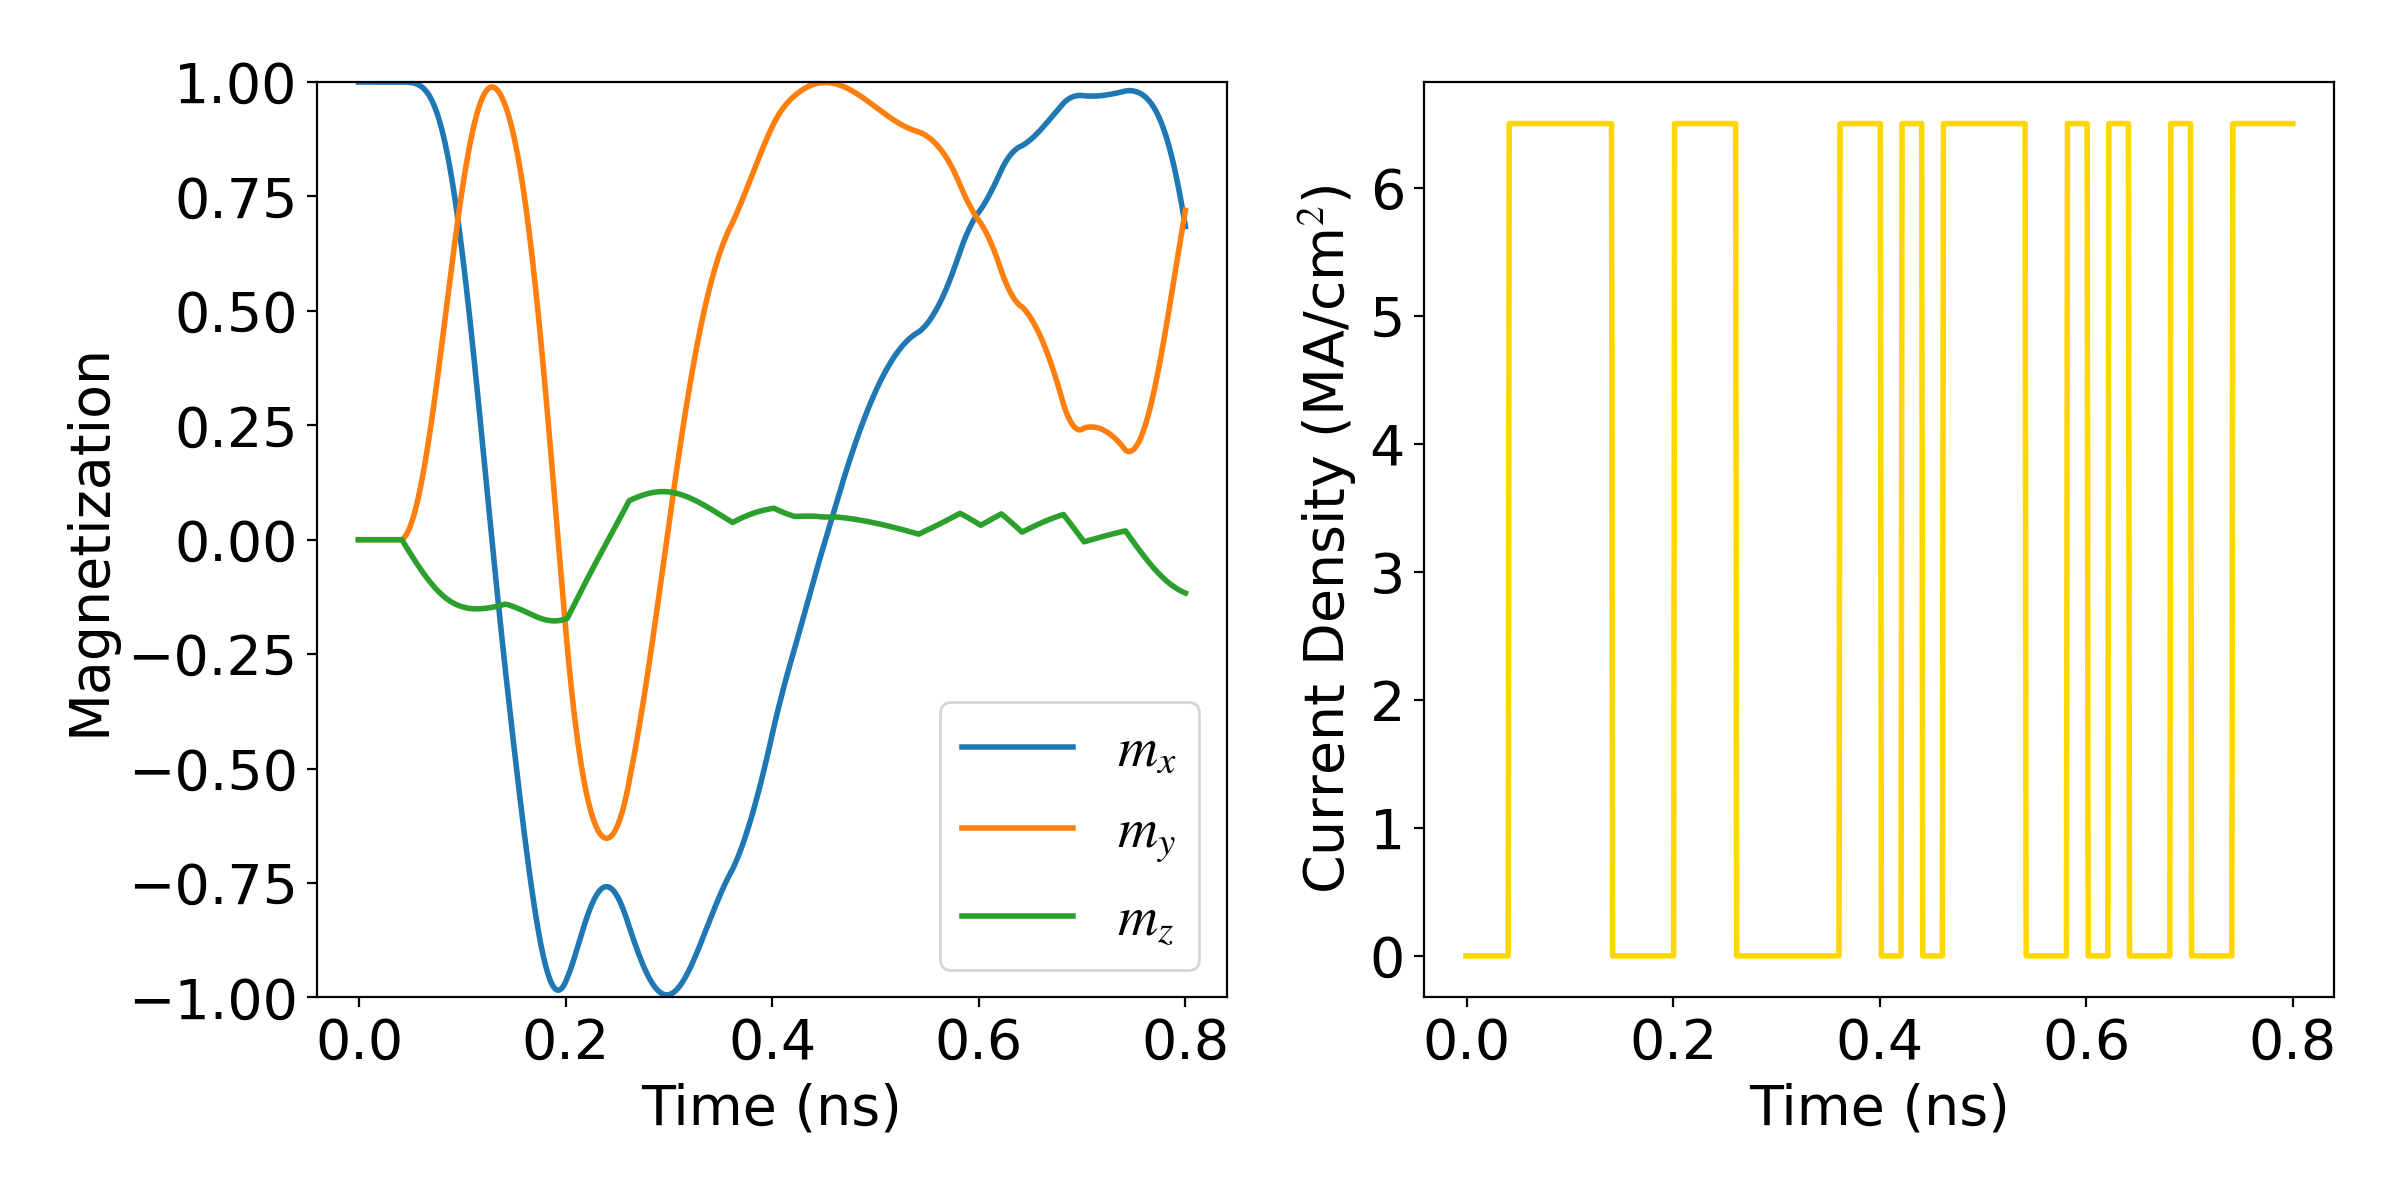 Magnetization
1.00
0.75
0.50
0.25
0.00
−0.25
−0.50
−0.75
−1.00
0.0 0.2 0.4 0.6 0.8
Time (ns)
m_x
m_y
m_z
Current Density (MA/cm²)
6
5
4
3
2
1
0
0.0 0.2 0.4 0.6 0.8
Time (ns)